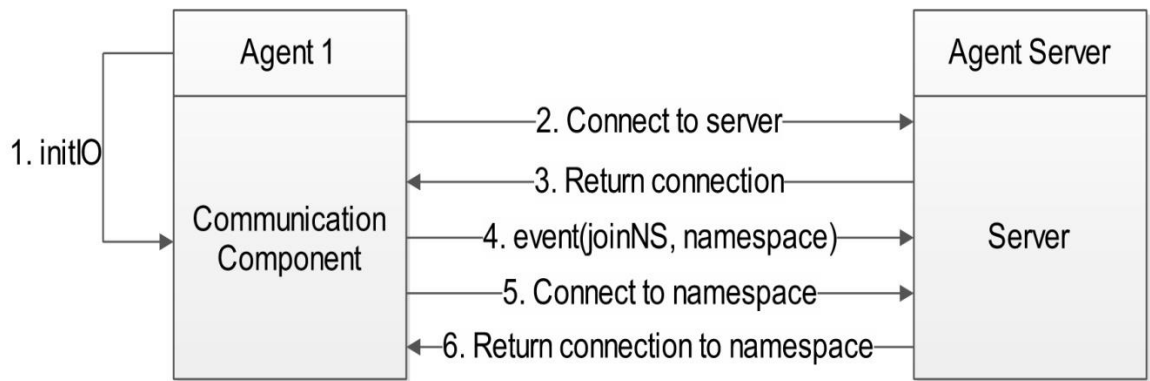 Agent 1
Agent Server
1. initIO
2. Connect to server
3. Return connection
Communication
Component
4. event(joinNS, namespace)
Server
5. Connect to namespace
6. Return connection to namespace